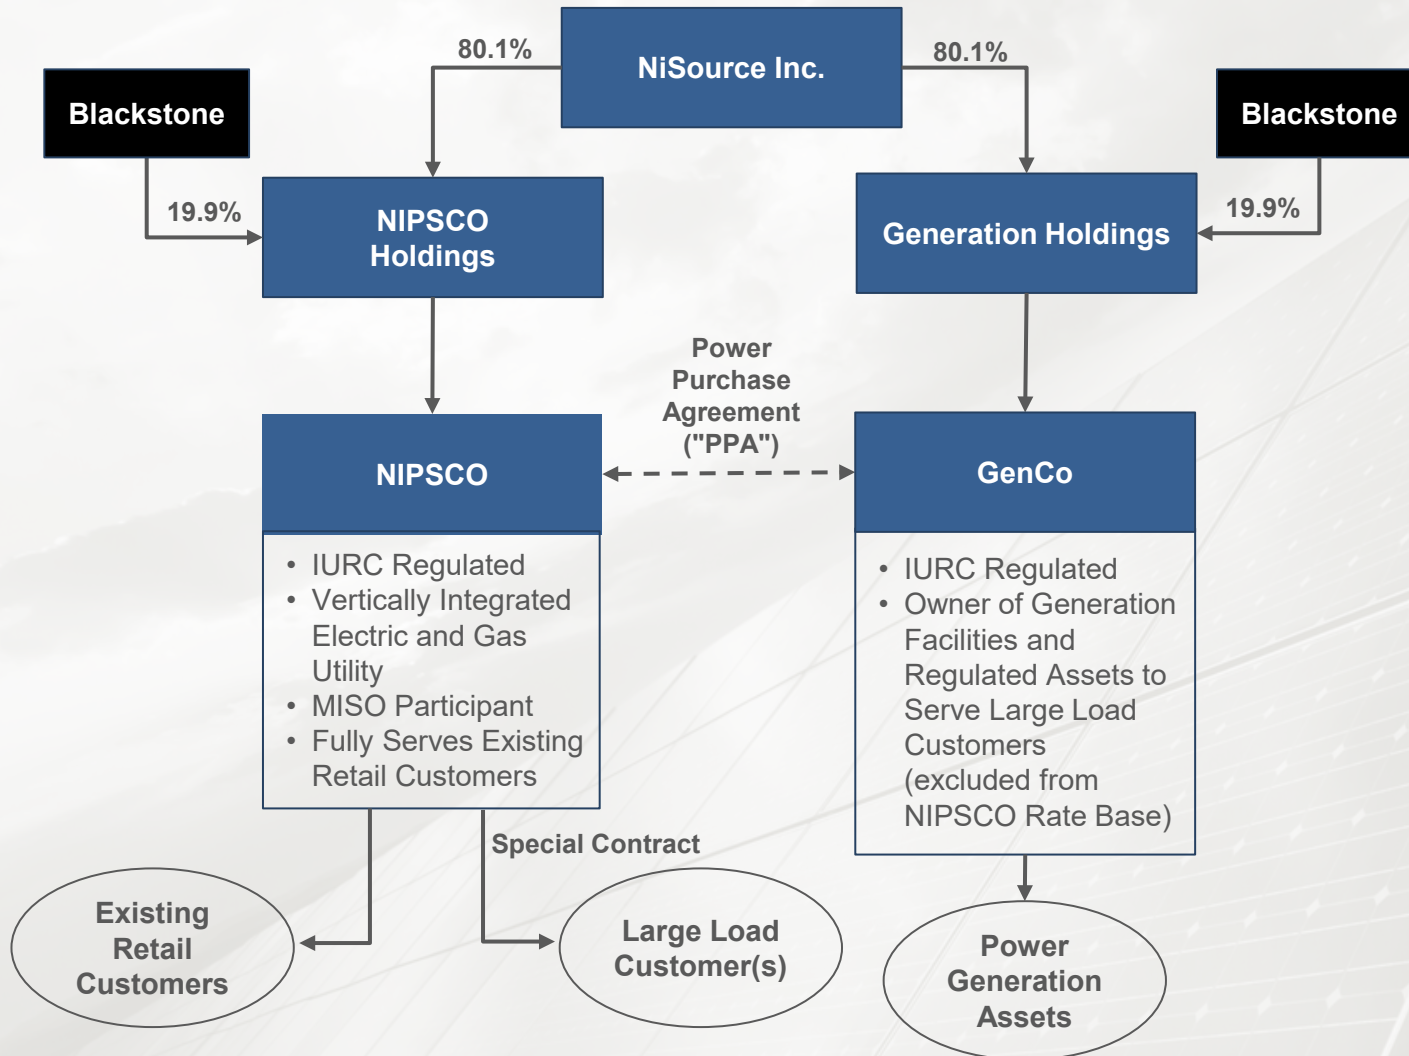 80.1%
NiSource Inc.
80.1%
Blackstone
Blackstone
19.9%
NIPSCO
Holdings
Generation Holdings
19.9%
Power
Purchase
Agreement
("PPA")
NIPSCO
GenCo
• IURC Regulated
• Vertically Integrated
Electric and Gas
Utility
• MISO Participant
• Fully Serves Existing
Retail Customers
• IURC Regulated
• Owner of Generation
Facilities and
Regulated Assets to
Serve Large Load
Customers
(excluded from
NIPSCO Rate Base)
Special Contract
Existing
Retail
Customers
Large Load
Customer(s)
Power
Generation
Assets